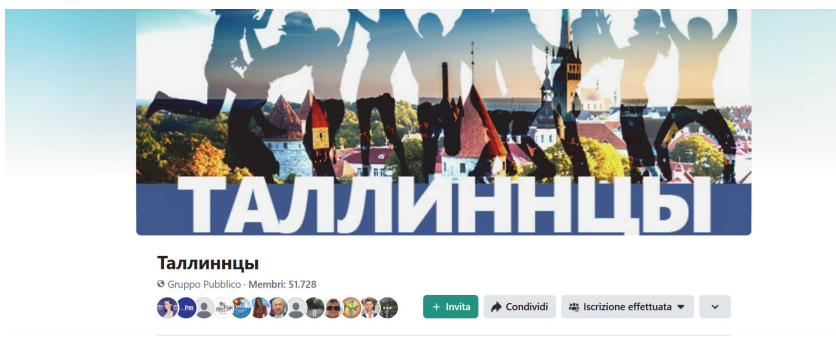 ТАЛЛИННЦЫ
Таллиннцы
Gruppo Pubblico · Membri: 51.728
+ Invita Condividi Iscrizione effettuata